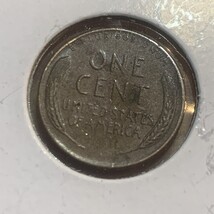 ONE
CENT
UNITED STATES
OF AMERICA